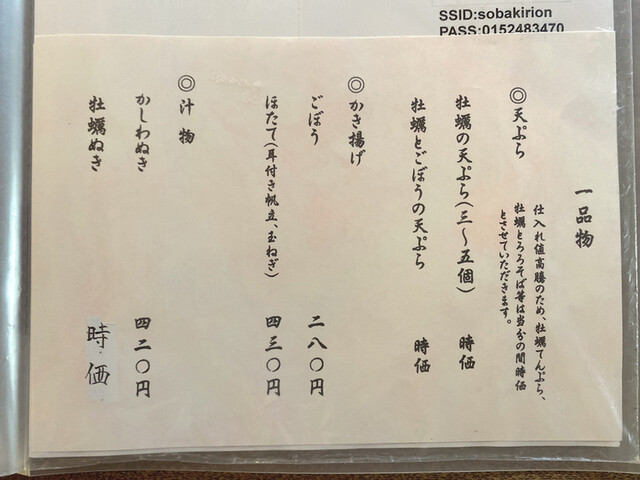 SSID:sobakirion
PASS:0152483470
一品物
仕入れ値高騰のため、牡蠣てんぷら、
牡蠣とろろそば等は当分の間時価
とさせていただきます。
◎天ぷら
牡蠣の天ぷら(三~五個) 時価
牡蠣とごぼうの天ぷら 時価
◎かき揚げ
ごぼう 二八〇円
ほたて(耳付き帆立、玉ねぎ) 四三〇円
◎汁物
かしわぬき 四二〇円
牡蠣ぬき 時価